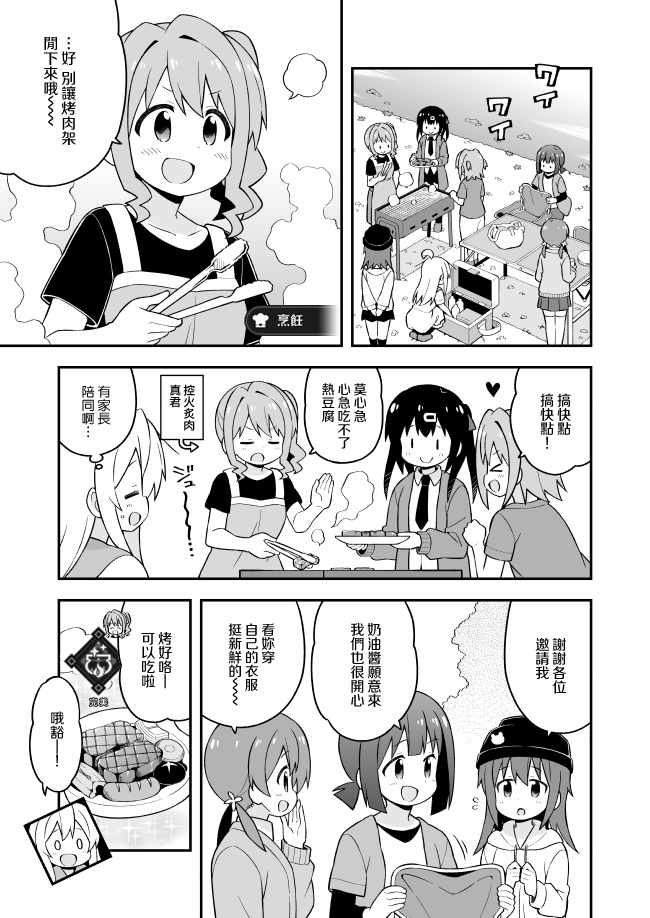 ワイ
ワイ
…好 別讓烤肉架
閒下來哦～～
烹飪
搞快點
搞快點！
莫心急
心急吃不了
熱豆腐
控火炙肉
真君
有家長
陪同啊…
謝謝各位
邀請我
奶油醬願意來
我們也很開心
看妳穿
自己的衣服
挺新鮮的～～
烤好咯—
可以吃啦
完美
哦豁—！